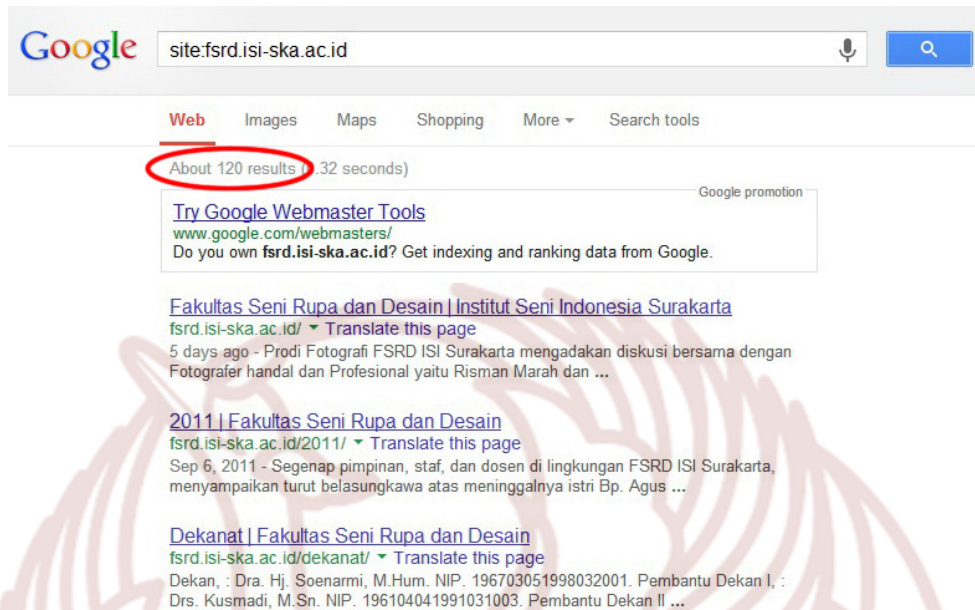 Google site:fsrd.isi-ska.ac.id
Web Images Maps Shopping More Search tools
About 120 results .32 seconds)
Google promotion
Try Google Webmaster Tools
www.google.com/webmasters/
Do you own fsrd.isi-ska.ac.id? Get indexing and ranking data from Google.
Fakultas Seni Rupa dan Desain | Institut Seni Indonesia Surakarta
fsrd.isi-ska.ac.id/ Translate this page
5 days ago - Prodi Fotografi FSRD ISI Surakarta mengadakan diskusi bersama dengan
Fotografer handal dan Profesional yaitu Risman Marah dan ...
2011 | Fakultas Seni Rupa dan Desain
fsrd.isi-ska.ac.id/2011/ Translate this page
Sep 6, 2011 - Segenap pimpinan, staf, dan dosen di lingkungan FSRD ISI Surakarta,
menyampaikan turut belasungkawa atas meninggalnya istri Bp. Agus ...
Dekanat | Fakultas Seni Rupa dan Desain
fsrd.isi-ska.ac.id/dekanat/ Translate this page
Dekan, : Dra. Hj. Soenarmi, M.Hum. NIP. 196703051998032001. Pembantu Dekan I, :
Drs. Kusmadi, M.Sn. NIP. 196104041991031003. Pembantu Dekan II ...